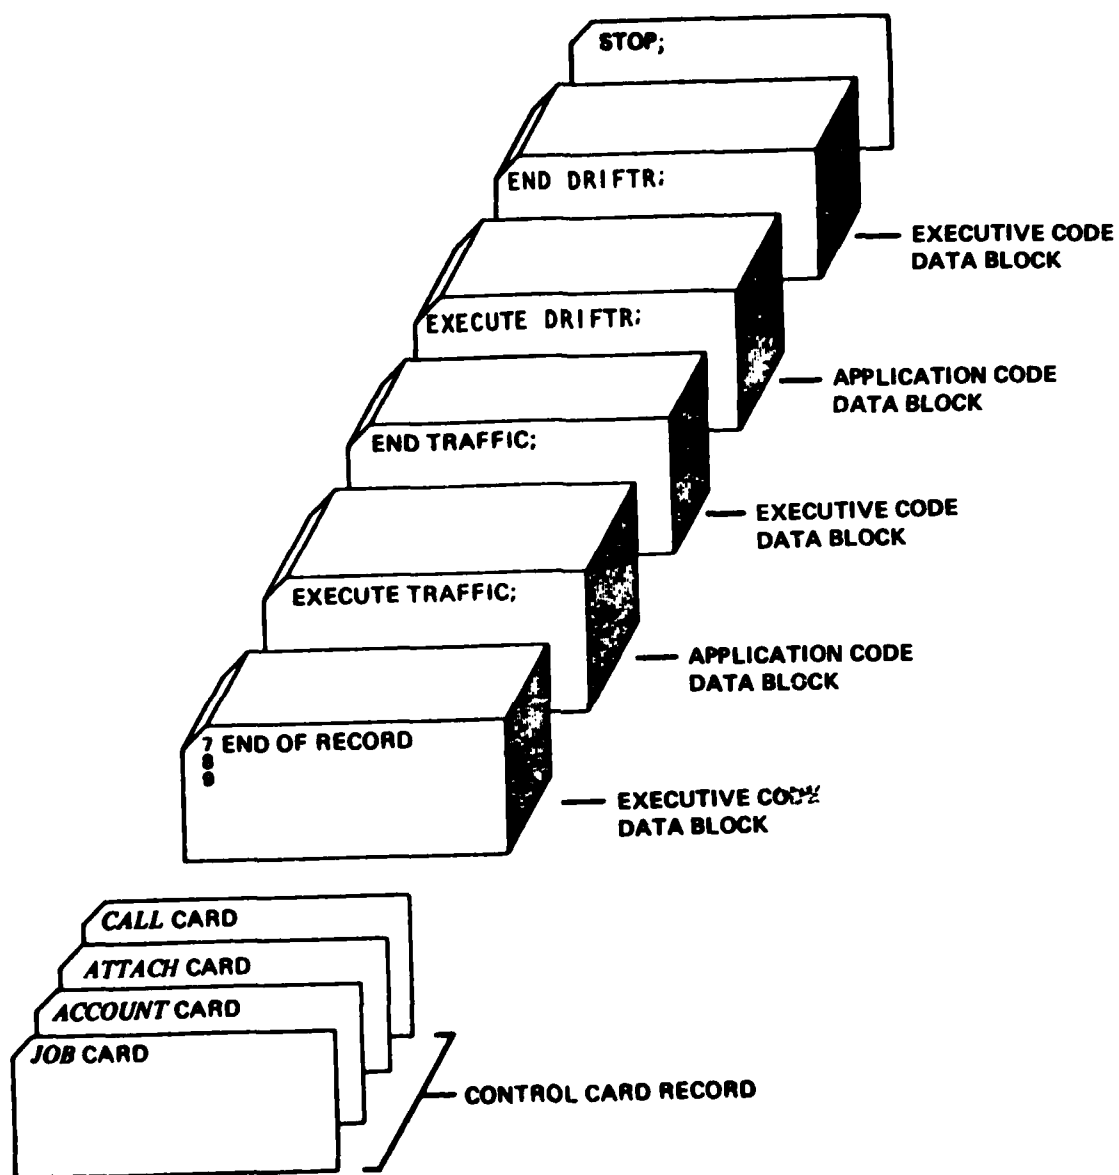 STOP;
END DRIFTR;
EXECUTIVE CODE
DATA BLOCK
EXECUTE DRIFTR;
APPLICATION CODE
DATA BLOCK
END TRAFFIC;
EXECUTIVE CODE
DATA BLOCK
EXECUTE TRAFFIC;
APPLICATION CODE
DATA BLOCK
7 END OF RECORD
8
9
EXECUTIVE CODE
DATA BLOCK
CALL CARD
ATTACH CARD
ACCOUNT CARD
JOB CARD
CONTROL CARD RECORD